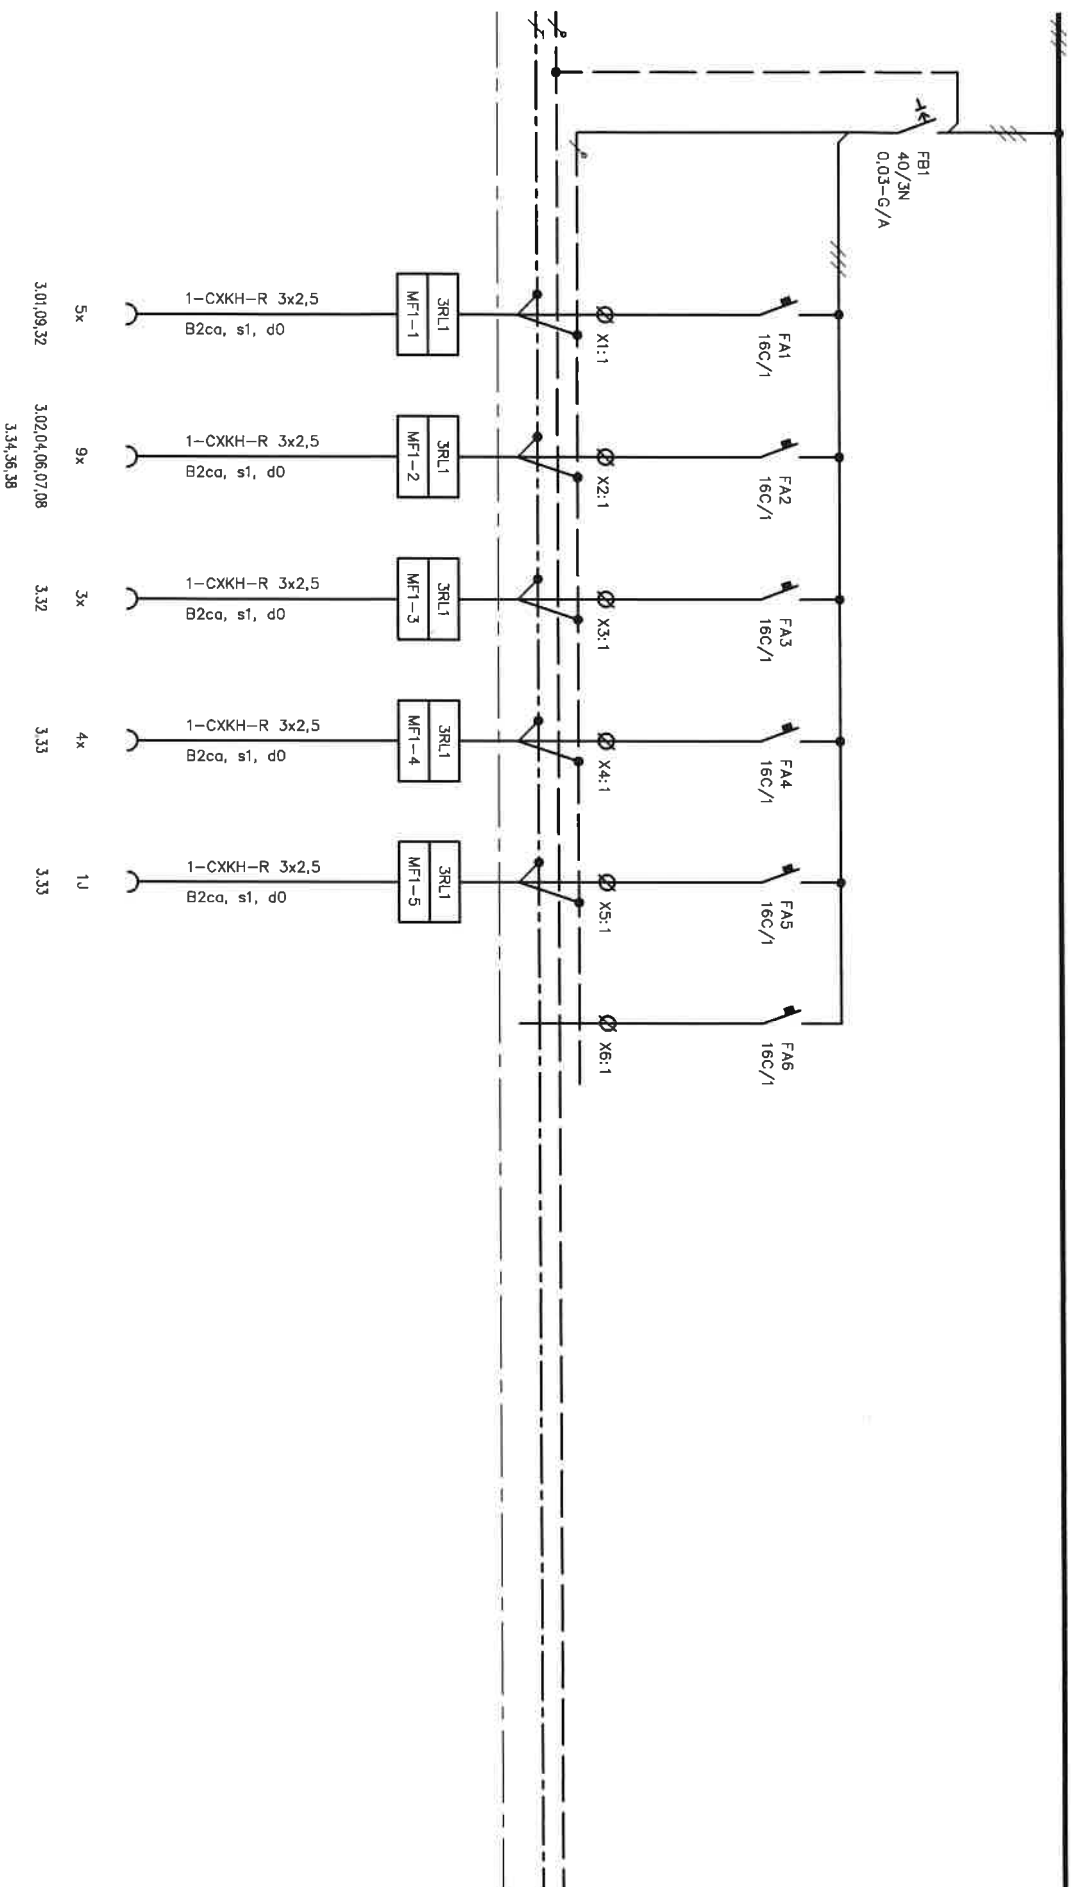 FB1
40/3N
0,03-G/A
FA1
16C/1
FA2
16C/1
FA3
16C/1
FA4
16C/1
FA5
16C/1
FA6
16C/1
X1:1
X2:1
X3:1
X4:1
X5:1
X6:1
3RL1
MF1-1
3RL1
MF1-2
3RL1
MF1-3
3RL1
MF1-4
3RL1
MF1-5
1-CXKH-R 3x2,5
B2ca, s1, d0
1-CXKH-R 3x2,5
B2ca, s1, d0
1-CXKH-R 3x2,5
B2ca, s1, d0
1-CXKH-R 3x2,5
B2ca, s1, d0
1-CXKH-R 3x2,5
B2ca, s1, d0
5x
3.01,09,32
9x
3.02,04,06,07,08
3.34,36,38
3x
3.32
4x
3.33
1J
3.33